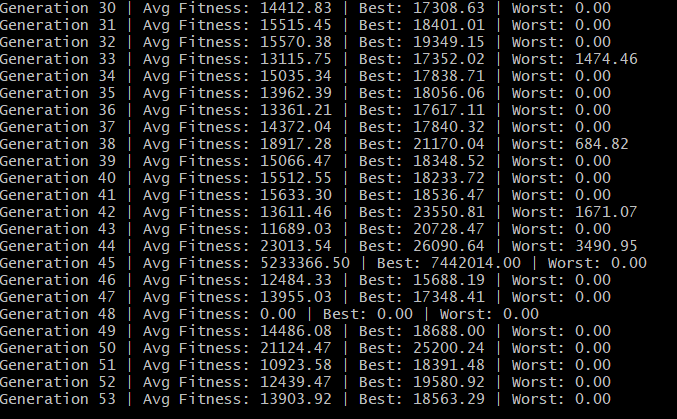 Generation 30 | Avg Fitness: 14412.83 | Best: 17308.63 | Worst: 0.00
Generation 31 | Avg Fitness: 15515.45 | Best: 18401.01 | Worst: 0.00
Generation 32 | Avg Fitness: 15570.38 | Best: 19349.15 | Worst: 0.00
Generation 33 | Avg Fitness: 13115.75 | Best: 17352.02 | Worst: 1474.46
Generation 34 | Avg Fitness: 15035.34 | Best: 17838.71 | Worst: 0.00
Generation 35 | Avg Fitness: 13962.39 | Best: 18056.06 | Worst: 0.00
Generation 36 | Avg Fitness: 13361.21 | Best: 17617.11 | Worst: 0.00
Generation 37 | Avg Fitness: 14372.04 | Best: 17840.32 | Worst: 0.00
Generation 38 | Avg Fitness: 18917.28 | Best: 21170.04 | Worst: 684.82
Generation 39 | Avg Fitness: 15066.47 | Best: 18348.52 | Worst: 0.00
Generation 40 | Avg Fitness: 15512.55 | Best: 18233.72 | Worst: 0.00
Generation 41 | Avg Fitness: 15633.30 | Best: 18536.47 | Worst: 0.00
Generation 42 | Avg Fitness: 13611.46 | Best: 23550.81 | Worst: 1671.07
Generation 43 | Avg Fitness: 11689.03 | Best: 20728.47 | Worst: 0.00
Generation 44 | Avg Fitness: 23013.54 | Best: 26090.64 | Worst: 3490.95
Generation 45 | Avg Fitness: 5233366.50 | Best: 7442014.00 | Worst: 0.00
Generation 46 | Avg Fitness: 12484.33 | Best: 15688.19 | Worst: 0.00
Generation 47 | Avg Fitness: 13955.03 | Best: 17348.41 | Worst: 0.00
Generation 48 | Avg Fitness: 0.00 | Best: 0.00 | Worst: 0.00
Generation 49 | Avg Fitness: 14486.08 | Best: 18688.00 | Worst: 0.00
Generation 50 | Avg Fitness: 21124.47 | Best: 25200.24 | Worst: 0.00
Generation 51 | Avg Fitness: 10923.58 | Best: 18391.48 | Worst: 0.00
Generation 52 | Avg Fitness: 12439.47 | Best: 19580.92 | Worst: 0.00
Generation 53 | Avg Fitness: 13903.92 | Best: 18563.29 | Worst: 0.00